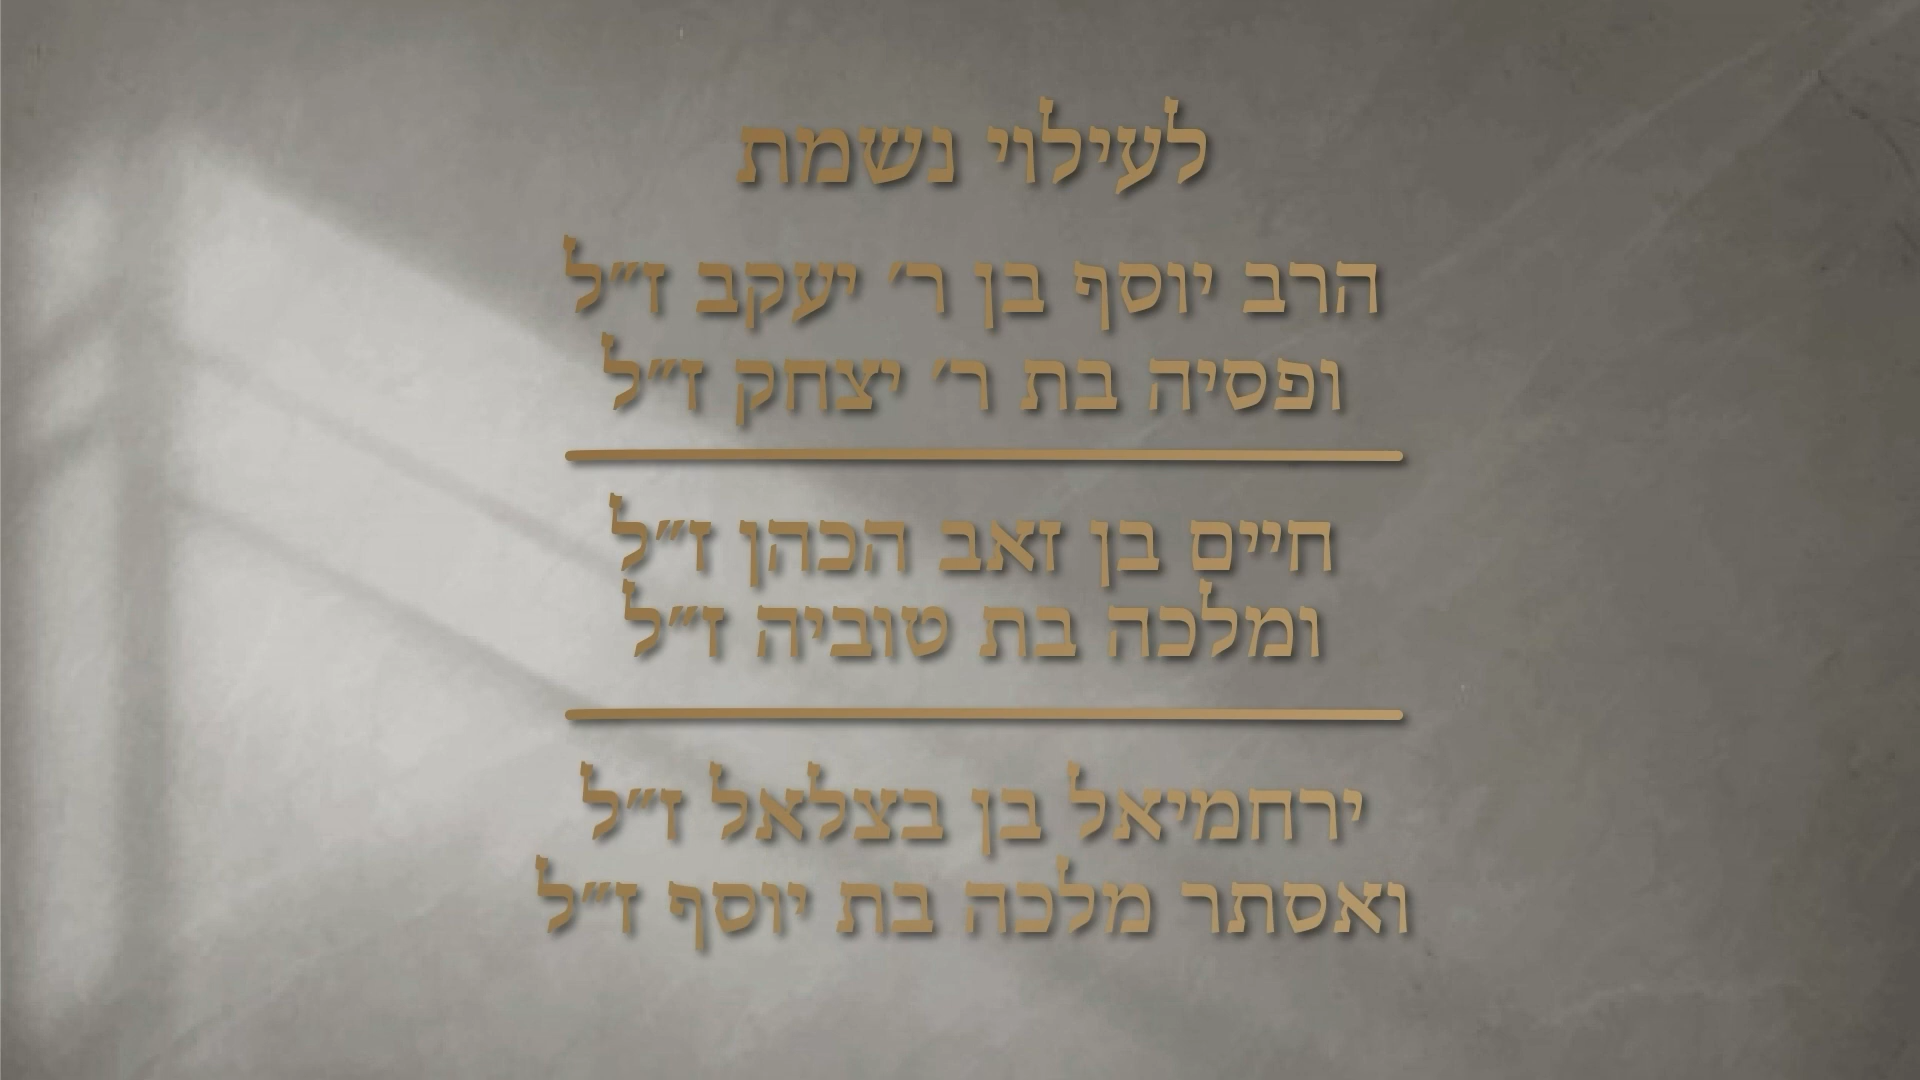 לעילוי נשמת
הרב יוסף בן ר׳ יעקב ז״ל
ופסיה בת ר׳ יצחק ז״ל
חיים בן זאב הכהן ז״ל
ומלכה בת טוביה ז״ל
ירחמיאל בן בצלאל ז״ל
ואסתר מלכה בת יוסף ז״ל